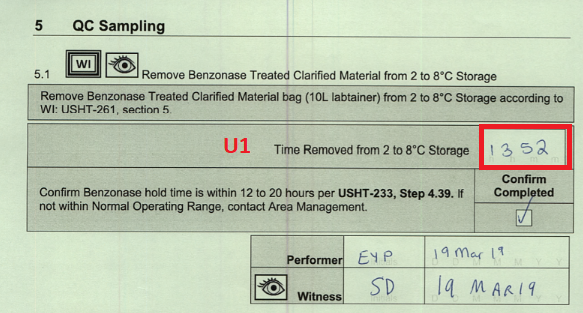 5 QC Sampling
WI
5.1 Remove Benzonase Treated Clarified Material from 2 to 8°C Storage
Remove Benzonase Treated Clarified Material bag (10L labtainer) from 2 to 8°C Storage according to
WI: USHT-261, section 5.
U1 Time Removed from 2 to 8°C Storage 1352
Confirm
Completed
Confirm Benzonase hold time is within 12 to 20 hours per USHT-233, Step 4.39. If
not within Normal Operating Range, contact Area Management.
Performer EYP 19 Mar 19
Witness SD 19 MAR19